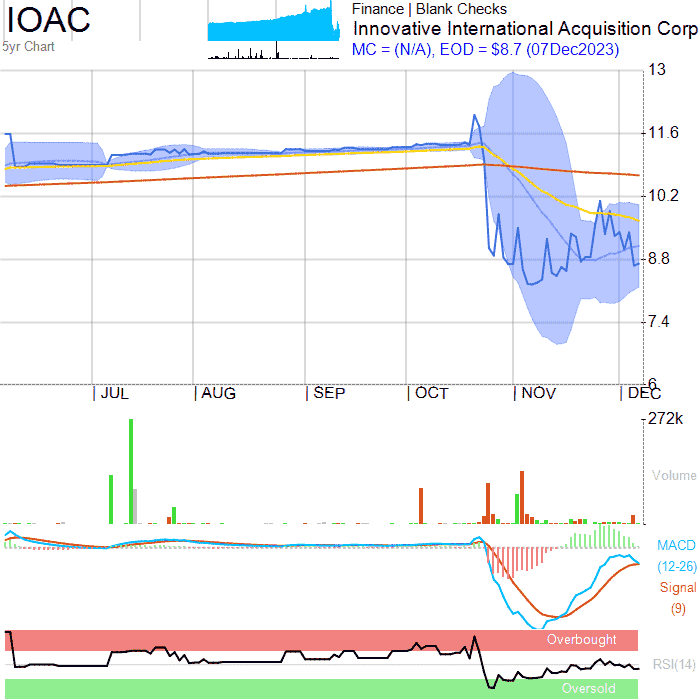 IOAC
5yr Chart
Finance | Blank Checks
Innovative International Acquisition Corp
MC = (N/A), EOD = $8.7 (07Dec2023)
13
11.6
10.2
8.8
7.4
6
JUL AUG SEP OCT NOV DEC
272k
Volume
MACD
(12-26)
Signal
(9)
Overbought
RSI(14)
Oversold